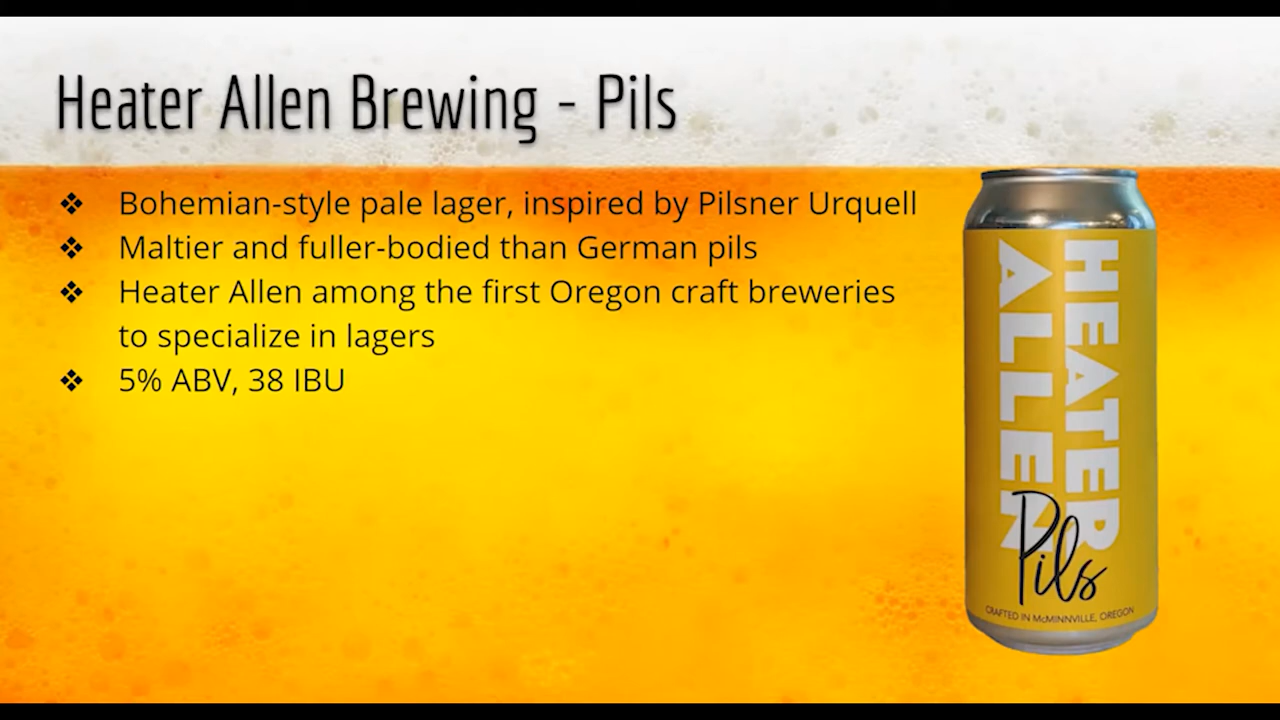 Heater Allen Brewing - Pils
❖ Bohemian-style pale lager, inspired by Pilsner Urquell
❖ Maltier and fuller-bodied than German pils
❖ Heater Allen among the first Oregon craft breweries
to specialize in lagers
❖ 5% ABV, 38 IBU
HEATER
ALLEN
Pils
CRAFTED IN McMINNVILLE, OREGON